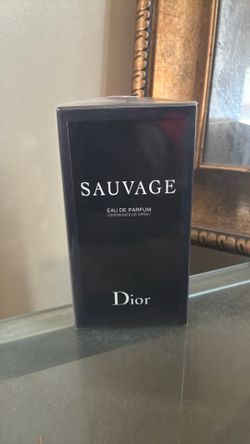 SAUVAGE
EAU DE PARFUM
VAPORISATEUR SPRAY
Dior